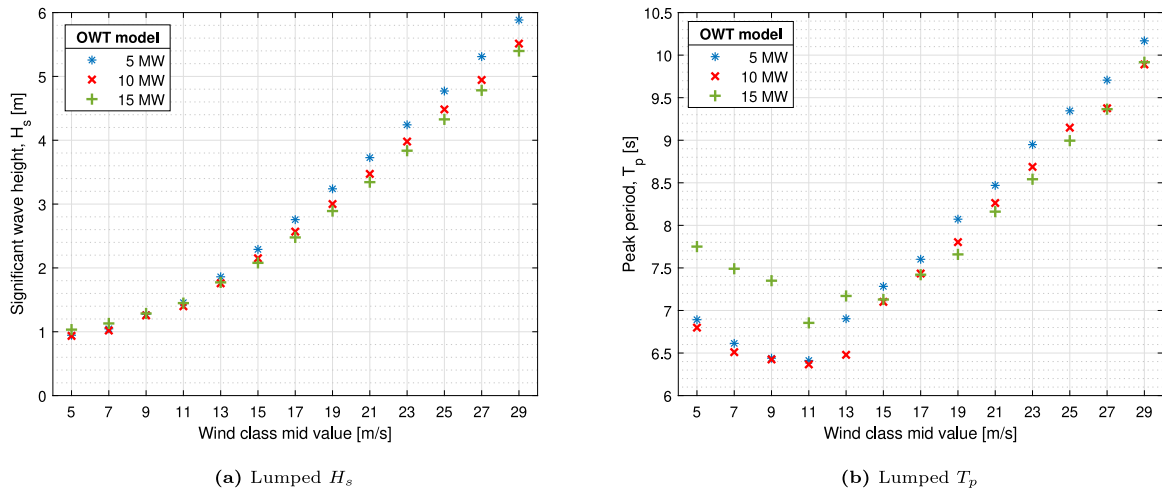 OWT model
5 MW
10 MW
15 MW
Significant wave height, H_s [m]
6
5
4
3
2
1
0
5 7 9 11 13 15 17 19 21 23 25 27 29
Wind class mid value [m/s]
(a) Lumped H_s
OWT model
5 MW
10 MW
15 MW
Peak period, T_p [s]
10.5
10
9.5
9
8.5
8
7.5
7
6.5
6
5 7 9 11 13 15 17 19 21 23 25 27 29
Wind class mid value [m/s]
(b) Lumped T_p